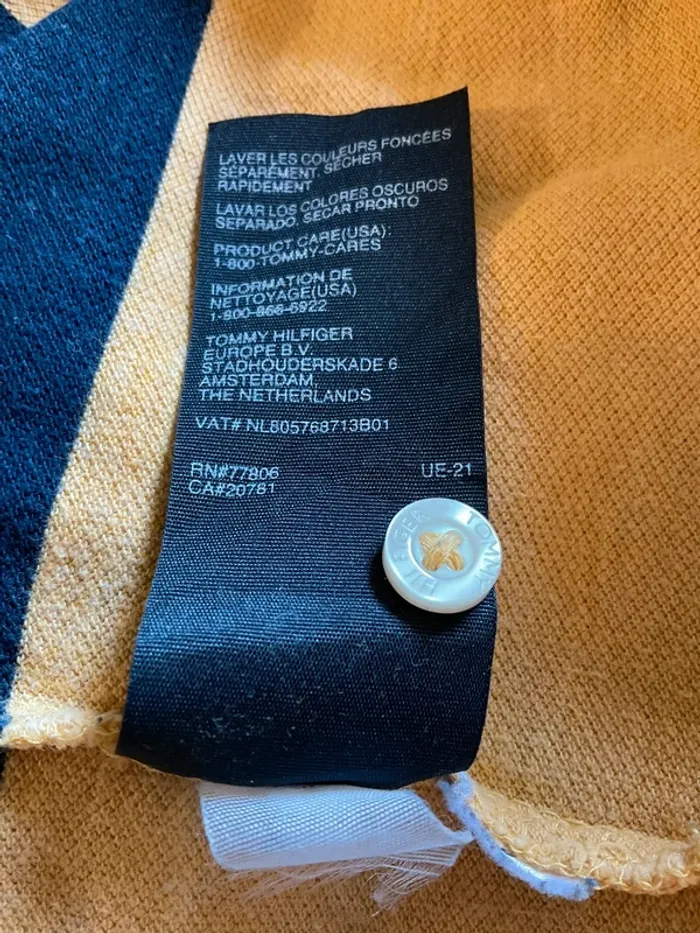 LAVER LES COULEURS FONCÉES
SÉPARÉMENT. SÉCHER
RAPIDEMENT
LAVAR LOS COLORES OSCUROS
SEPARADO. SECAR PRONTO
PRODUCT CARE(USA):
1-800-TOMMY-CARES
INFORMATION DE
NETTOYAGE(USA)
1-800-866-6922
TOMMY HILFIGER
EUROPE B.V.
STADHOUDERSKADE 6
AMSTERDAM
THE NETHERLANDS
VAT# NL805768713B01
RN#77806 UE-21
CA#20781
TOMMY HILFIGER